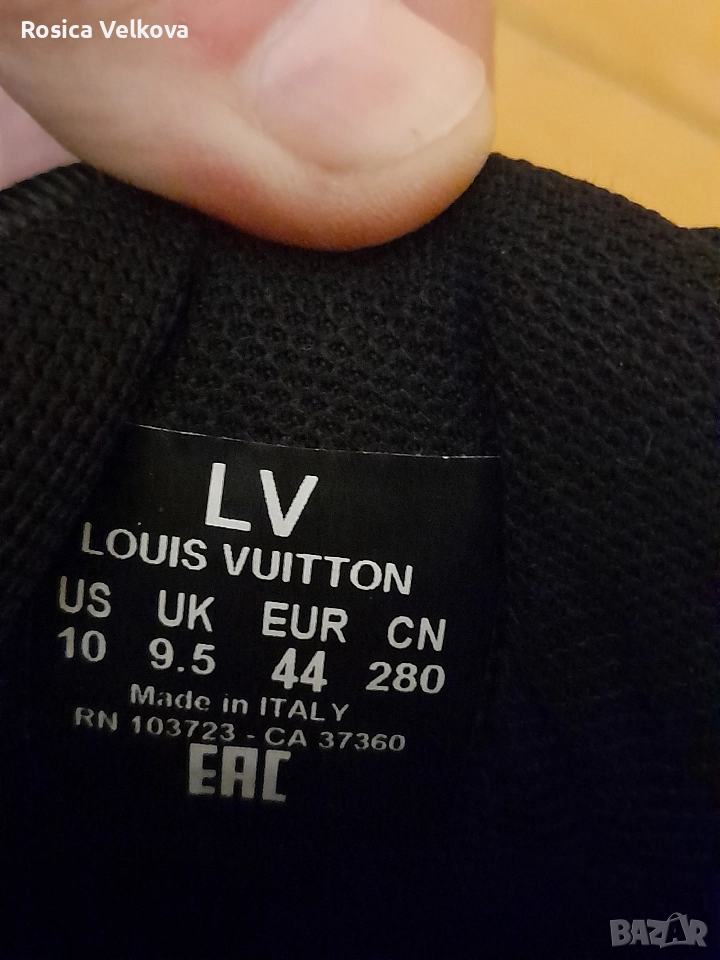 Rosica Velkova
LV
LOUIS VUITTON
US UK EUR CN
10 9.5 44 280
Made in ITALY
RN 103723 - CA 37360
EAC
BAZAR